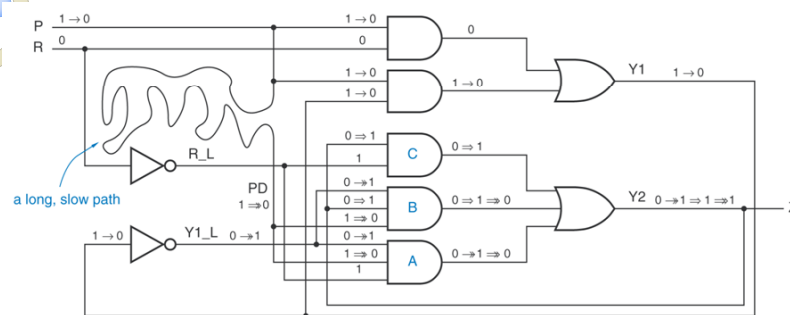 P 1→0 1→0 0
R 0 0
Y1 1→0
1→0
1→0 1→0
0⇒1 0⇒1
C
R_L 1
a long, slow path
PD 0→1
1⇛0 0⇒1 B 0⇒1⇛0 Y2 0→1⇒1⇛1
1⇛0
1→0 Y1_L 0→1 0→1
1⇛0 A 0→1⇛0
1